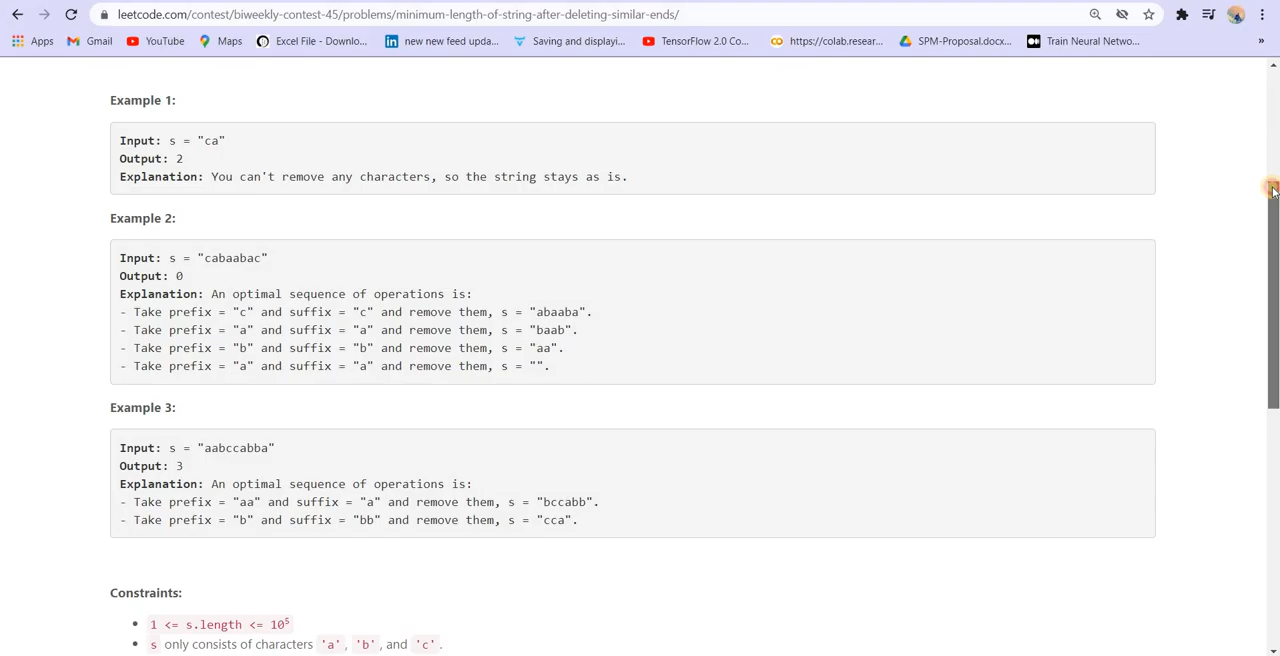 leetcode.com/contest/biweekly-contest-45/problems/minimum-length-of-string-after-deleting-similar-ends/
Apps Gmail YouTube Maps Excel File - Downlo... new new feed upda... Saving and displayi... TensorFlow 2.0 Co... https://colab.resear... SPM-Proposal.docx... Train Neural Netwo... »
Example 1:
Input: s = "ca"
Output: 2
Explanation: You can't remove any characters, so the string stays as is.
Example 2:
Input: s = "cabaabac"
Output: 0
Explanation: An optimal sequence of operations is:
- Take prefix = "c" and suffix = "c" and remove them, s = "abaaba".
- Take prefix = "a" and suffix = "a" and remove them, s = "baab".
- Take prefix = "b" and suffix = "b" and remove them, s = "aa".
- Take prefix = "a" and suffix = "a" and remove them, s = "".
Example 3:
Input: s = "aabccabba"
Output: 3
Explanation: An optimal sequence of operations is:
- Take prefix = "aa" and suffix = "a" and remove them, s = "bccabb".
- Take prefix = "b" and suffix = "bb" and remove them, s = "cca".
Constraints:
• 1 <= s.length <= 10⁵
• s only consists of characters 'a', 'b', and 'c'.